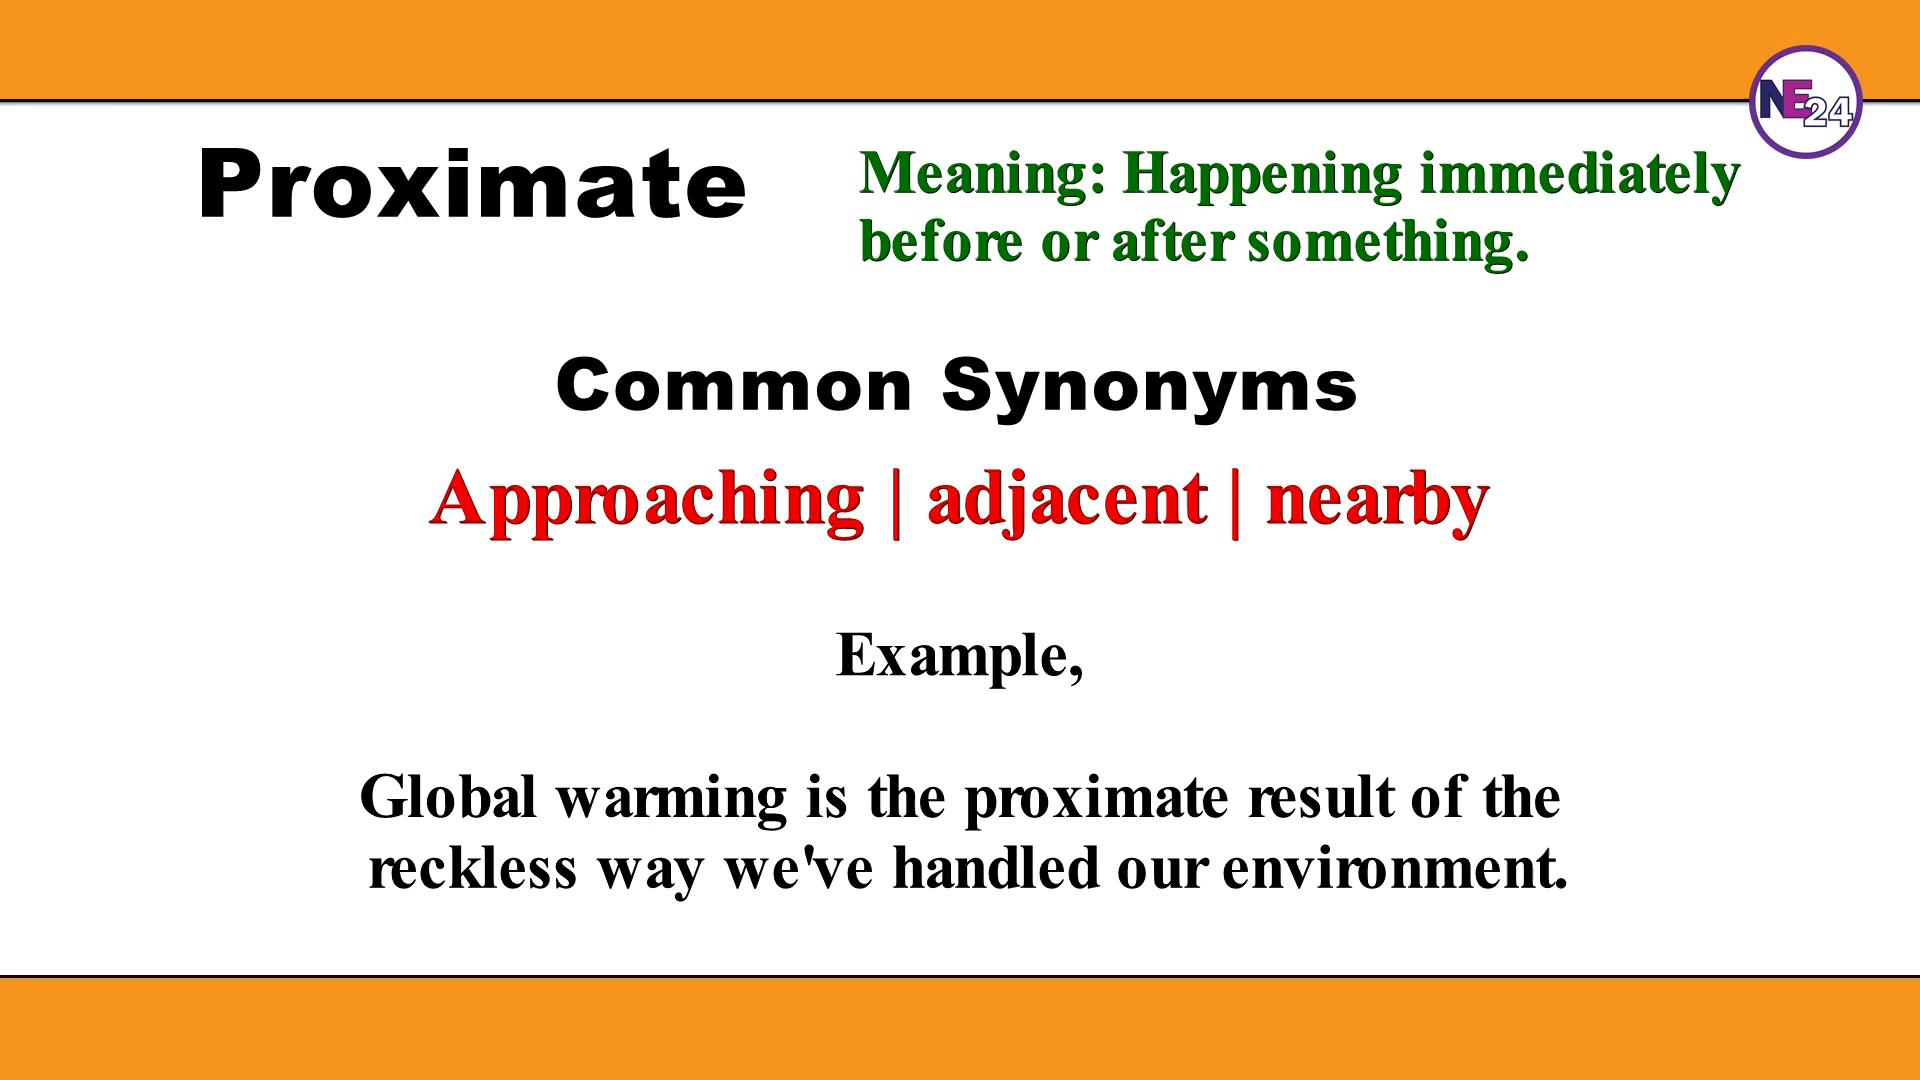 NE24
Proximate
Meaning: Happening immediately
before or after something.
Common Synonyms
Approaching | adjacent | nearby
Example,
Global warming is the proximate result of the
reckless way we've handled our environment.